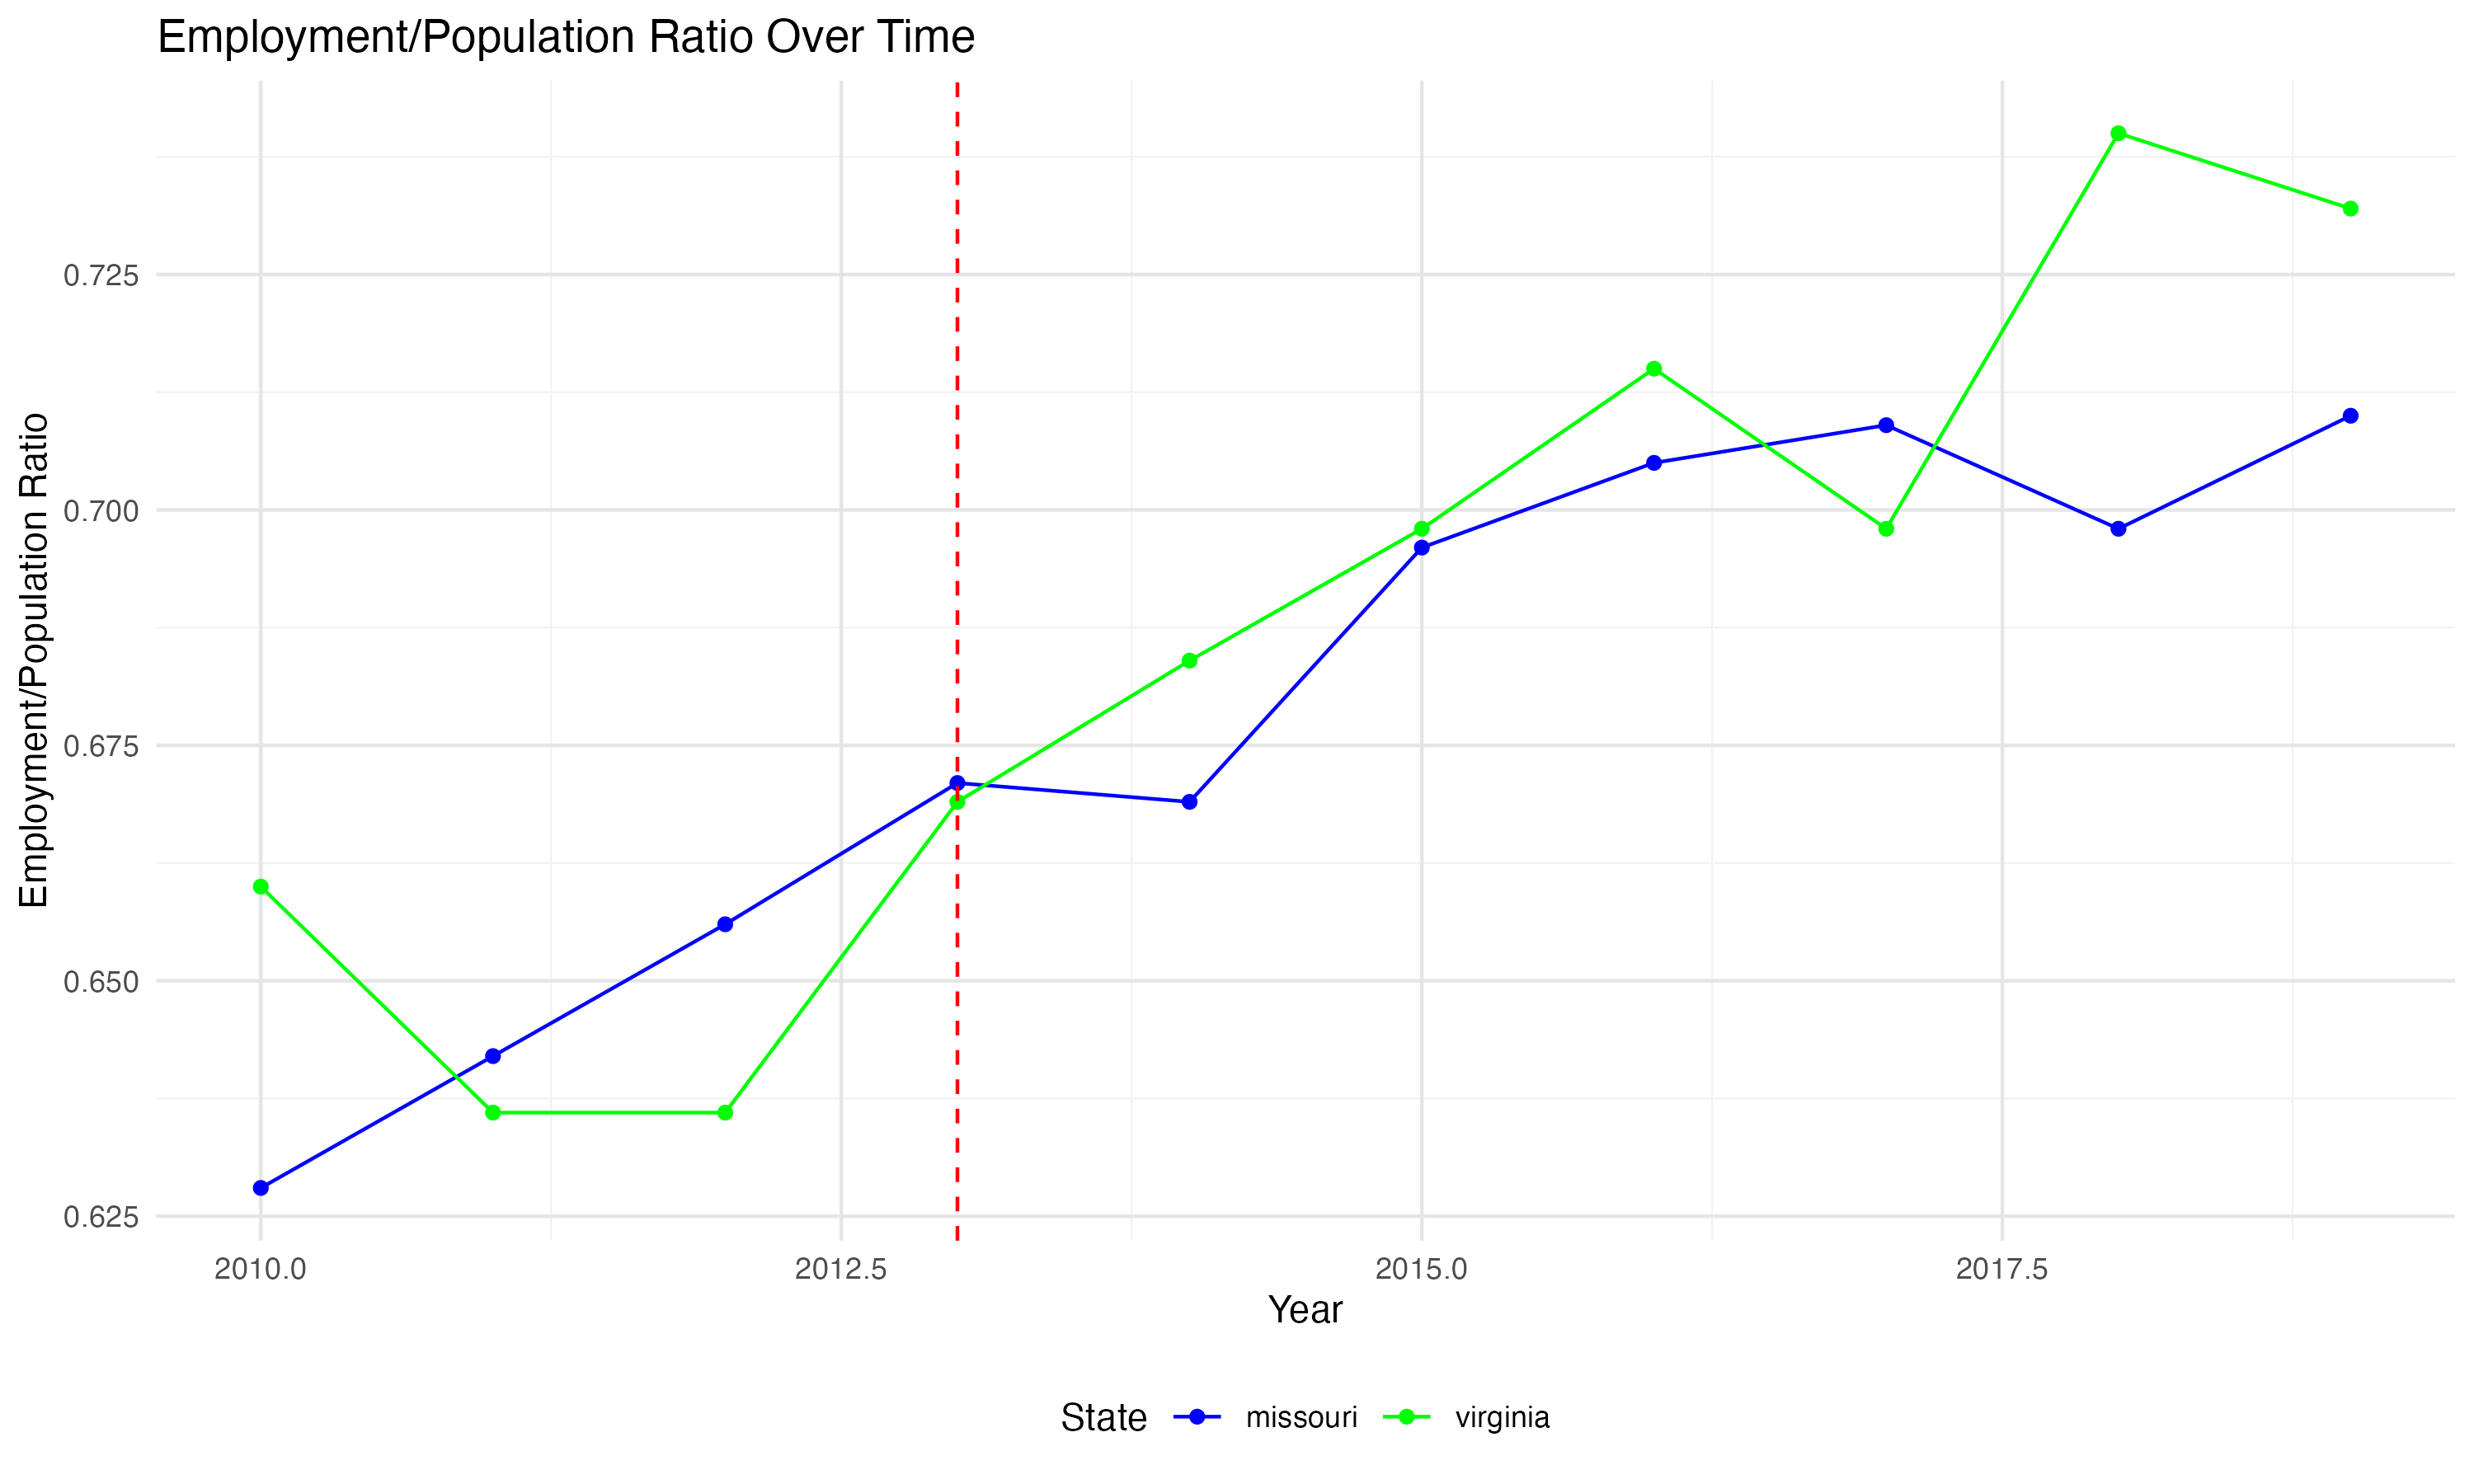 Employment/Population Ratio Over Time
Employment/Population Ratio
0.725
0.700
0.675
0.650
0.625
2010.0 2012.5 2015.0 2017.5
Year
State missouri virginia